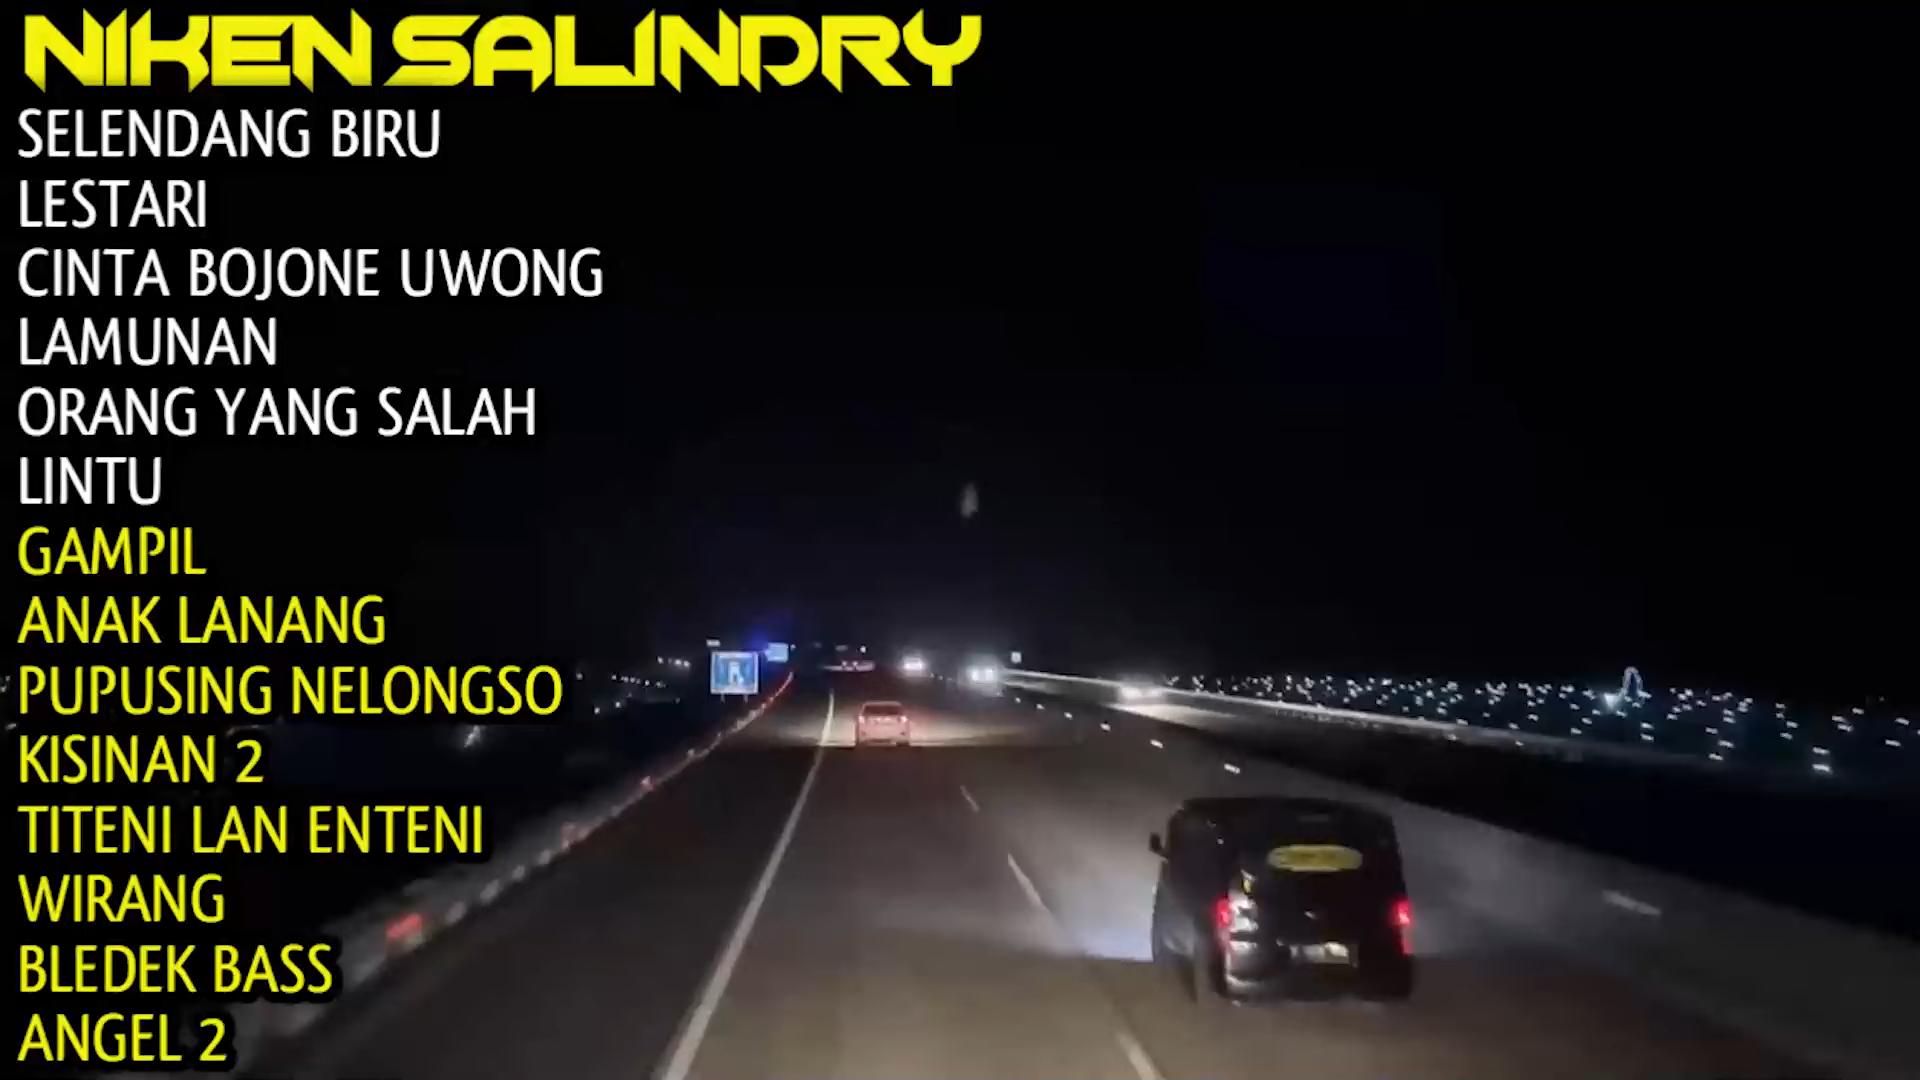 NIKEN SALINDRY
SELENDANG BIRU
LESTARI
CINTA BOJONE UWONG
LAMUNAN
ORANG YANG SALAH
LINTU
GAMPIL
ANAK LANANG
PUPUSING NELONGSO
KISINAN 2
TITENI LAN ENTENI
WIRANG
BLEDEK BASS
ANGEL 2